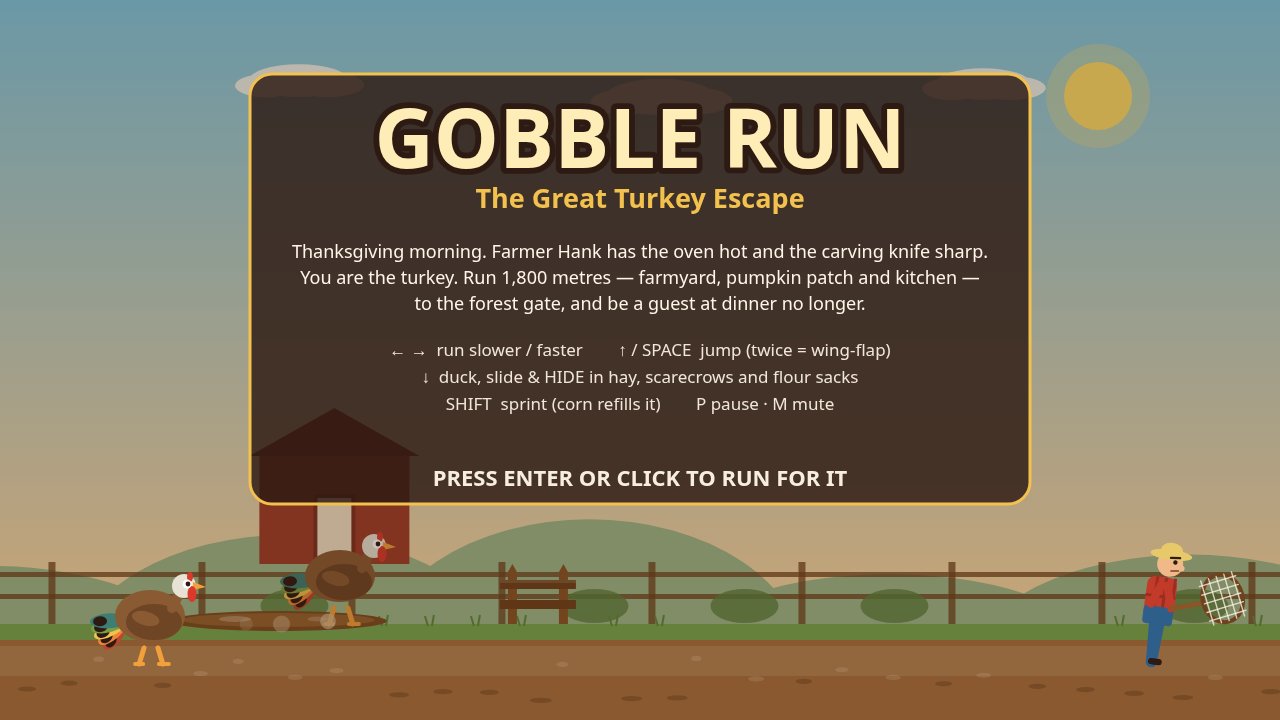 GOBBLE RUN
The Great Turkey Escape
Thanksgiving morning. Farmer Hank has the oven hot and the carving knife sharp.
You are the turkey. Run 1,800 metres — farmyard, pumpkin patch and kitchen —
to the forest gate, and be a guest at dinner no longer.
← → run slower / faster ↑ / SPACE jump (twice = wing-flap)
↓ duck, slide & HIDE in hay, scarecrows and flour sacks
SHIFT sprint (corn refills it) P pause · M mute
PRESS ENTER OR CLICK TO RUN FOR IT